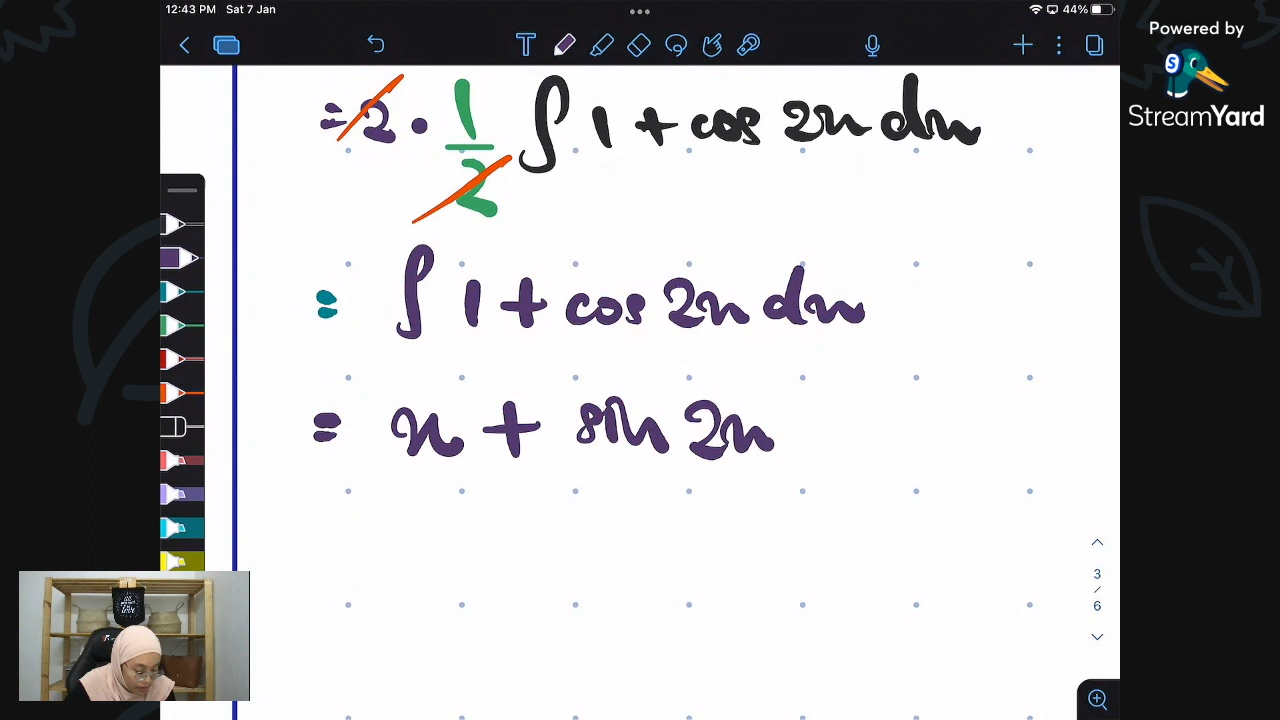 12:43 PM Sat 7 Jan
44%
Powered by
StreamYard
= 2 · 1/2 ∫ 1 + cos 2x dx
= ∫ 1 + cos 2x dx
= x + sin 2x
3
/
6